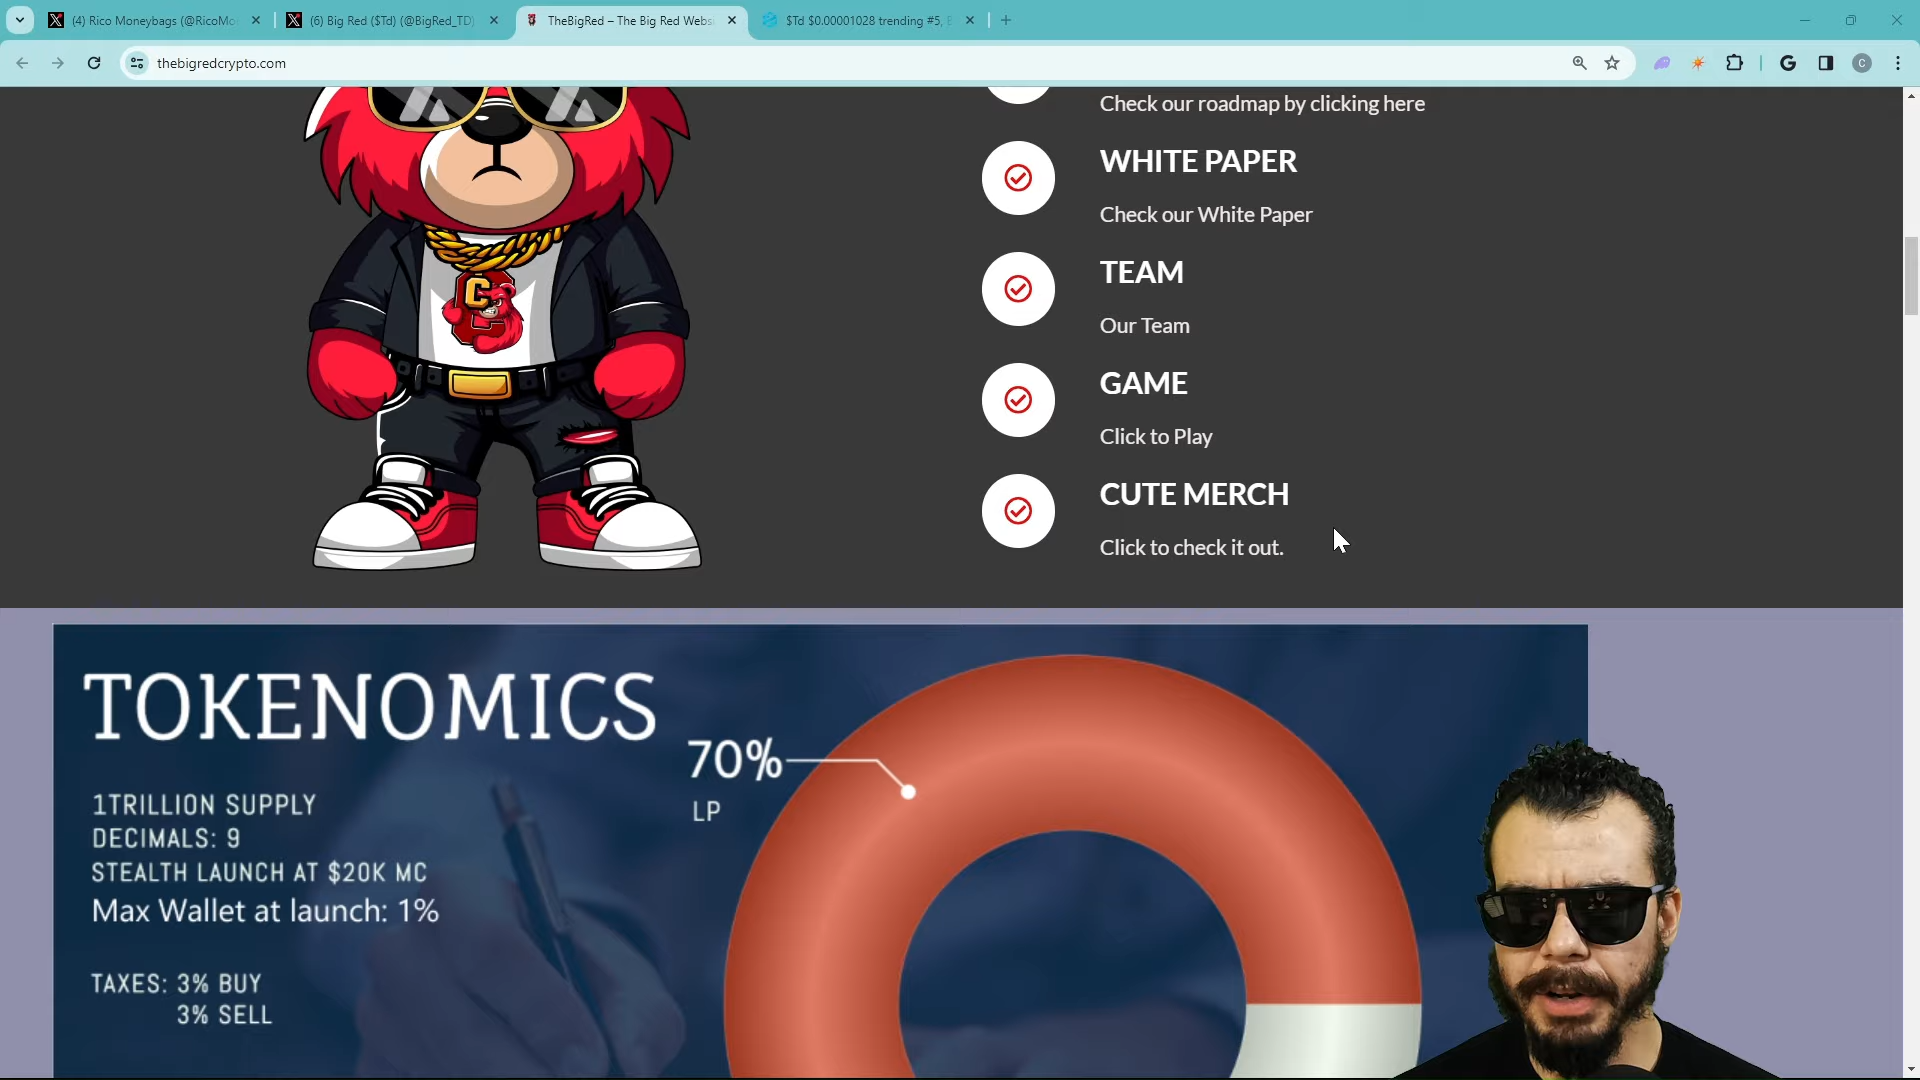 (4) Rico Moneybags (@RicoMo
(6) Big Red ($Td) (@BigRed_TD)
TheBigRed – The Big Red Websi
$Td $0.00001028 trending #5,
thebigredcrypto.com
G
C
Check our roadmap by clicking here
WHITE PAPER
Check our White Paper
TEAM
Our Team
GAME
Click to Play
CUTE MERCH
Click to check it out.
C
TOKENOMICS
70%
LP
1TRILLION SUPPLY
DECIMALS: 9
STEALTH LAUNCH AT $20K MC
Max Wallet at launch: 1%
TAXES: 3% BUY
3% SELL